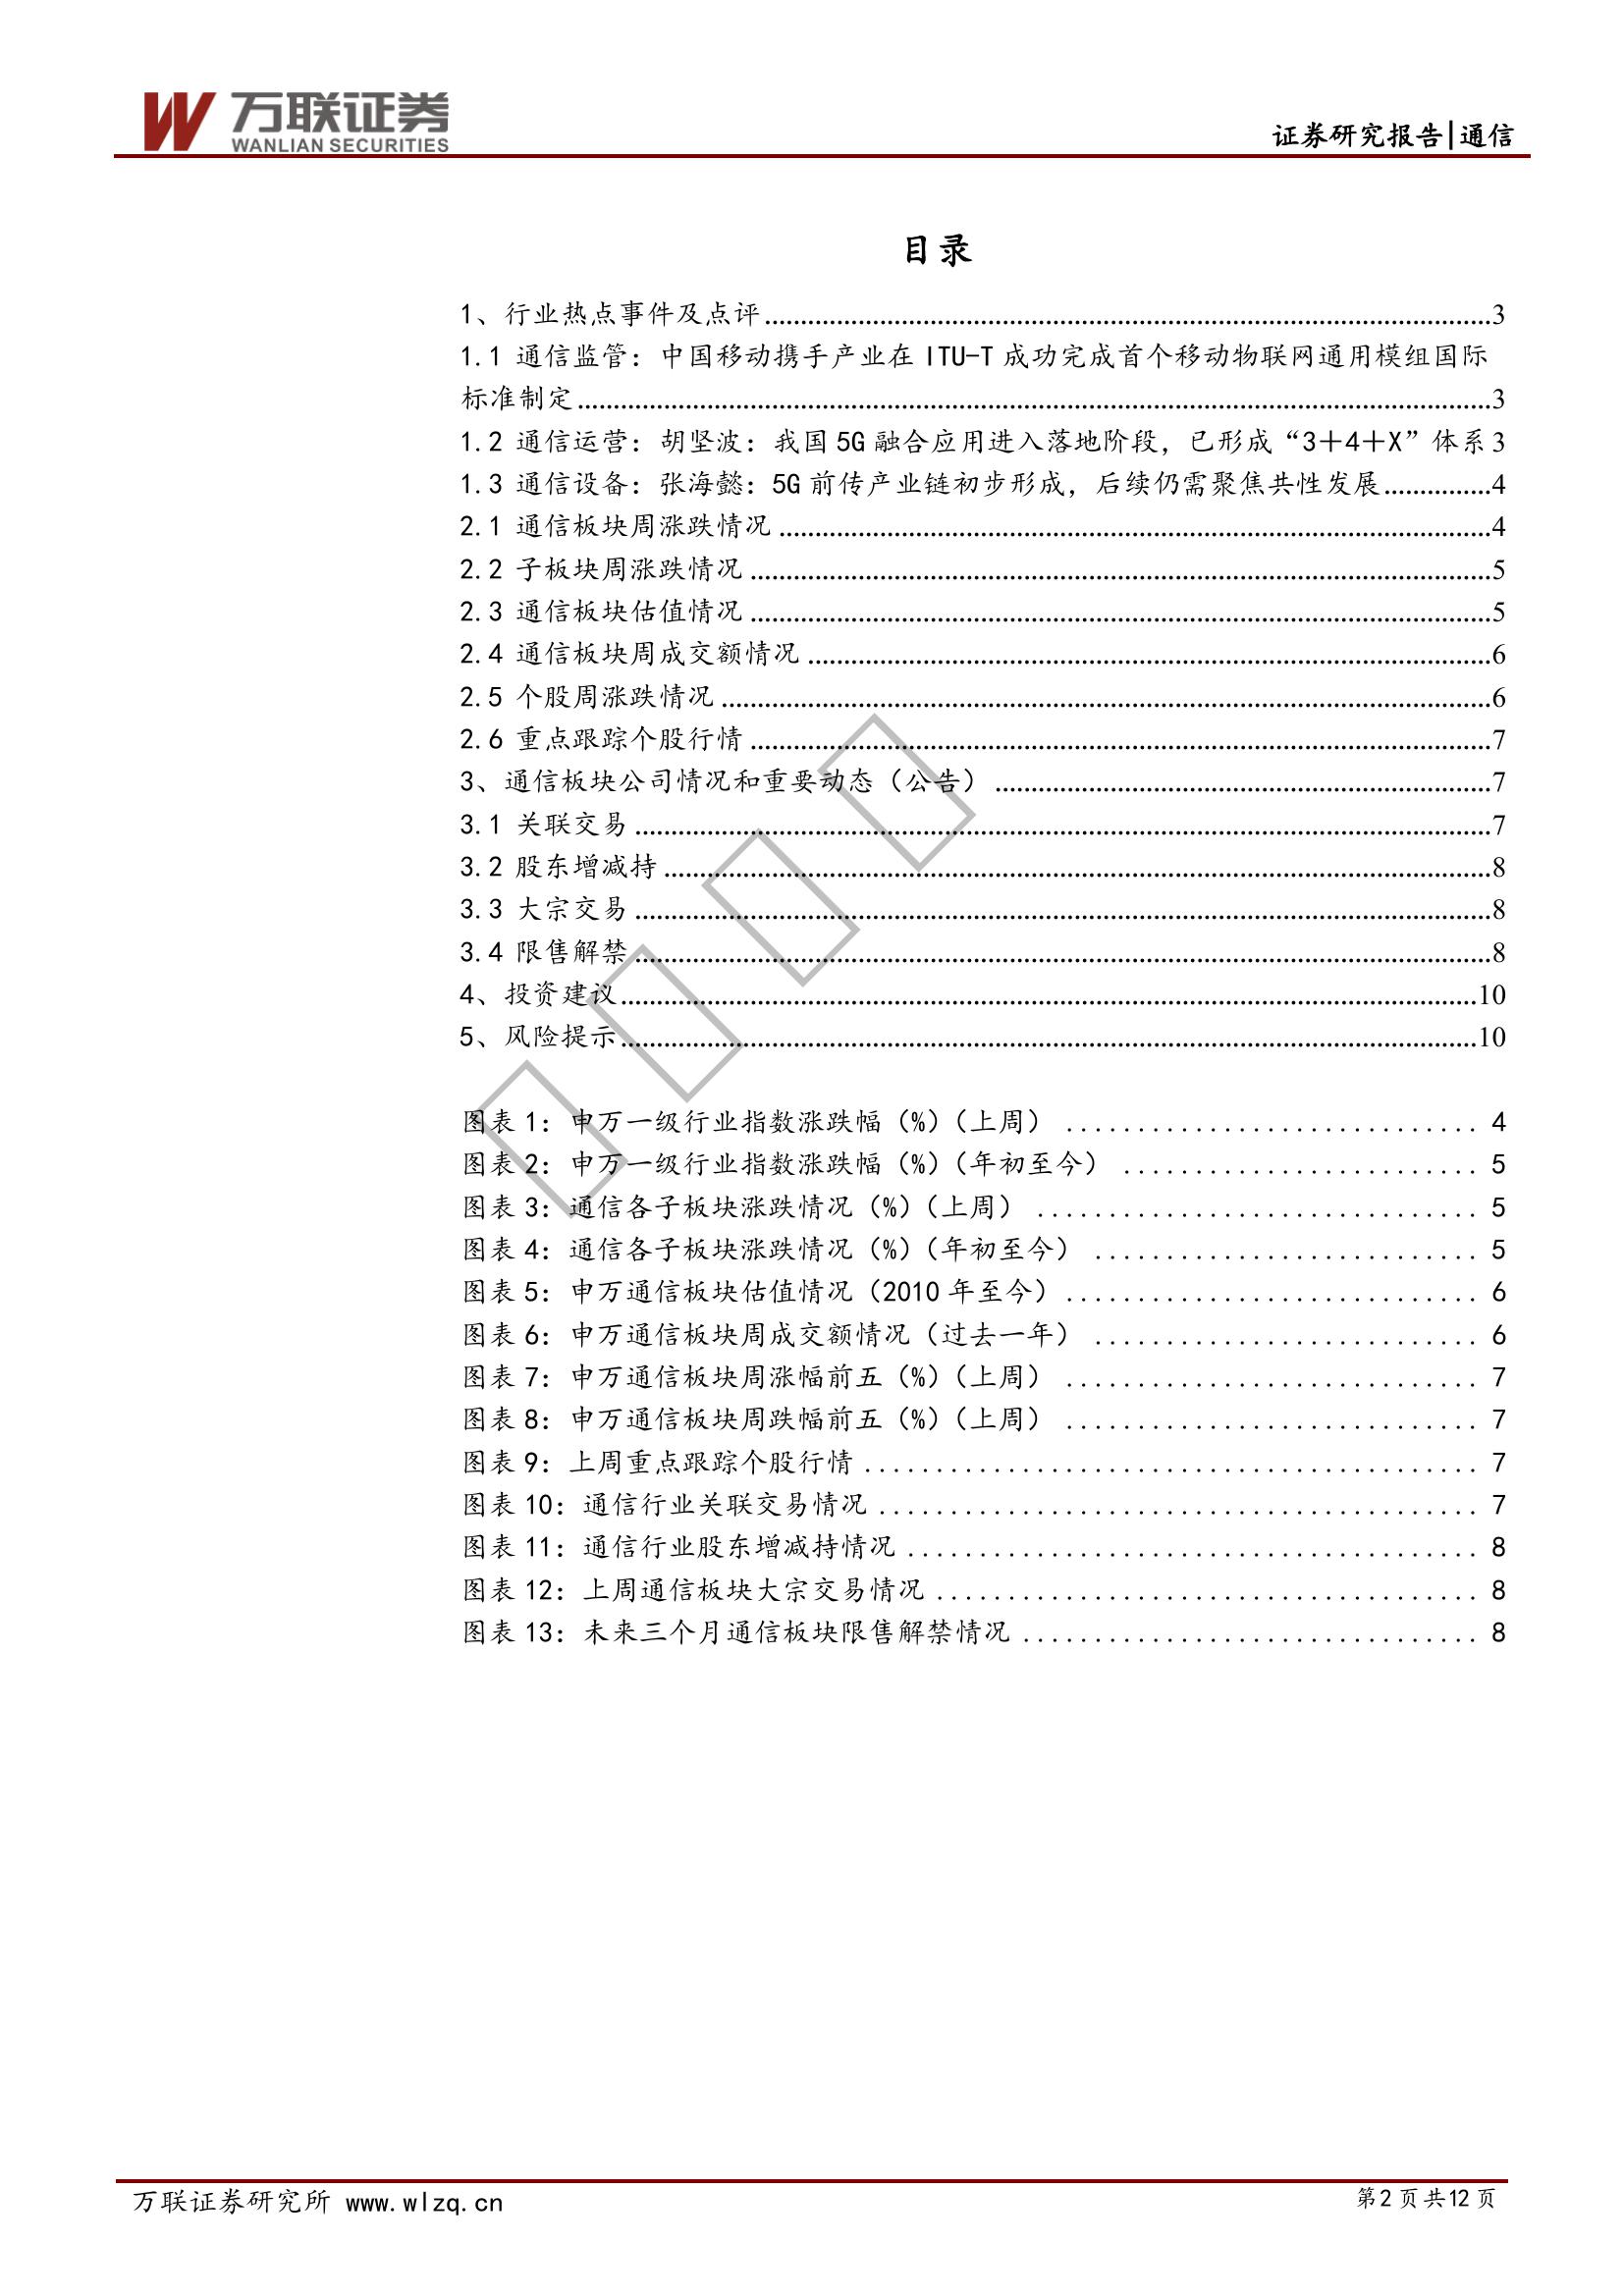 万联证券
WANLIAN SECURITIES
证券研究报告|通信
目录
1、行业热点事件及点评........3
1.1 通信监管：中国移动携手产业在 ITU-T 成功完成首个移动物联网通用模组国际
标准制定........3
1.2 通信运营：胡坚波：我国 5G 融合应用进入落地阶段，已形成“3＋4＋X”体系 3
1.3 通信设备：张海懿：5G 前传产业链初步形成，后续仍需聚焦共性发展........4
2.1 通信板块周涨跌情况........4
2.2 子板块周涨跌情况........5
2.3 通信板块估值情况........5
2.4 通信板块周成交额情况........6
2.5 个股周涨跌情况........6
2.6 重点跟踪个股行情........7
3、通信板块公司情况和重要动态（公告）........7
3.1 关联交易........7
3.2 股东增减持........8
3.3 大宗交易........8
3.4 限售解禁........8
4、投资建议........10
5、风险提示........10
图表 1：申万一级行业指数涨跌幅（%）（上周）........4
图表 2：申万一级行业指数涨跌幅（%）（年初至今）........5
图表 3：通信各子板块涨跌情况（%）（上周）........5
图表 4：通信各子板块涨跌情况（%）（年初至今）........5
图表 5：申万通信板块估值情况（2010 年至今）........6
图表 6：申万通信板块周成交额情况（过去一年）........6
图表 7：申万通信板块周涨幅前五（%）（上周）........7
图表 8：申万通信板块周跌幅前五（%）（上周）........7
图表 9：上周重点跟踪个股行情........7
图表 10：通信行业关联交易情况........7
图表 11：通信行业股东增减持情况........8
图表 12：上周通信板块大宗交易情况........8
图表 13：未来三个月通信板块限售解禁情况........8
万联证券研究所 www.wlzq.cn
第 2 页 共 12 页